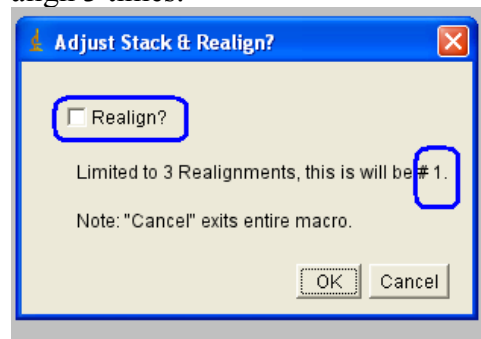 align 3 times.
Adjust Stack & Realign?
Realign?
Limited to 3 Realignments, this is will be # 1.
Note: "Cancel" exits entire macro.
OK Cancel